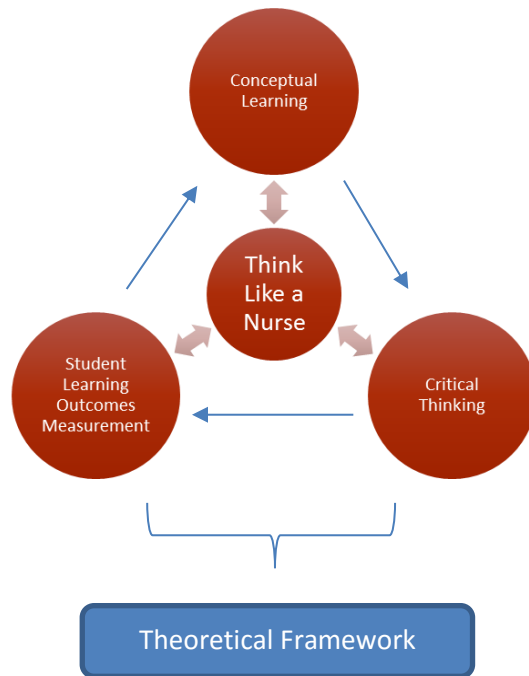 Conceptual
Learning
Think
Like a
Nurse
Student
Learning
Outcomes
Measurement
Critical
Thinking
Theoretical Framework